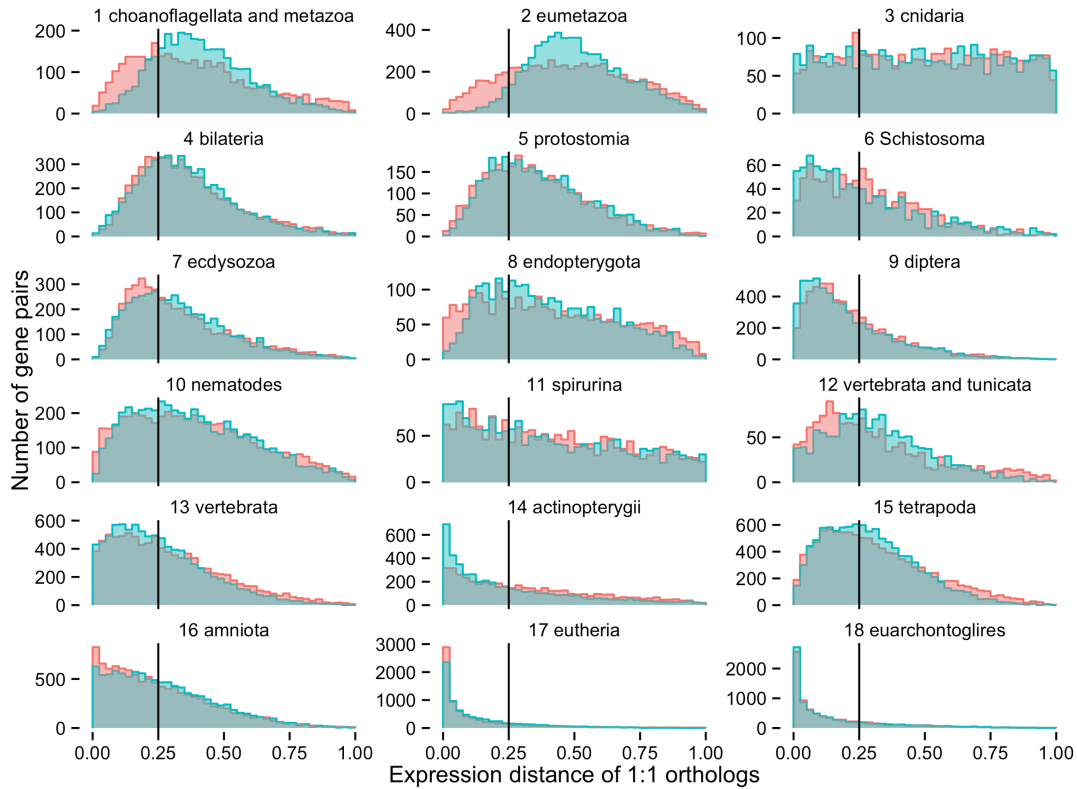 1 choanoflagellata and metazoa
2 eumetazoa
3 cnidaria
200
100
0
400
200
0
100
50
0
4 bilateria
5 protostomia
6 Schistosoma
300
200
100
0
150
100
50
0
60
40
20
0
7 ecdysozoa
8 endopterygota
9 diptera
300
200
100
0
100
50
0
400
200
0
10 nematodes
11 spirurina
12 vertebrata and tunicata
200
100
0
50
0
50
0
13 vertebrata
14 actinopterygii
15 tetrapoda
600
400
200
0
600
400
200
0
600
400
200
0
16 amniota
17 eutheria
18 euarchontoglires
500
0
3000
2000
1000
0
2000
1000
0
0.00 0.25 0.50 0.75 1.00
0.00 0.25 0.50 0.75 1.00
0.00 0.25 0.50 0.75 1.00
Number of gene pairs
Expression distance of 1:1 orthologs